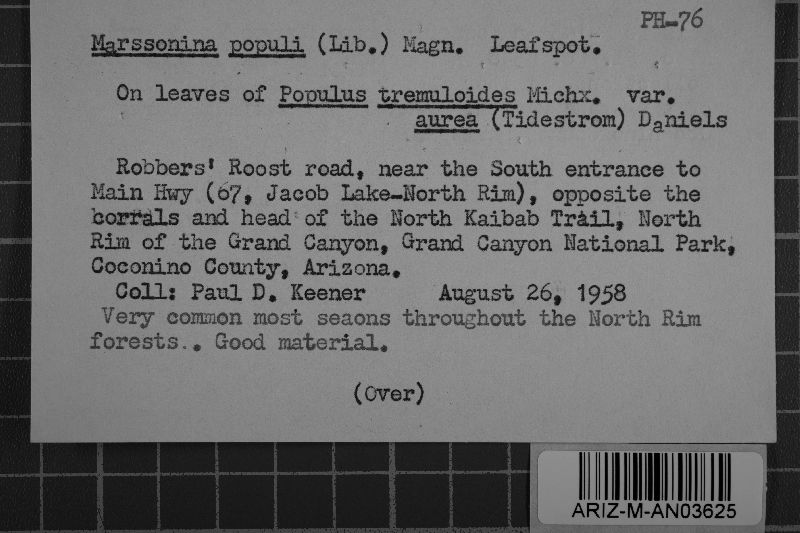 PH-76
Marssonina populi (Lib.) Magn. Leafspot.
On leaves of Populus tremuloides Michx. var.
aurea (Tidestrom) Daniels
Robbers' Roost road, near the South entrance to
Main Hwy (67, Jacob Lake-North Rim), opposite the
corrals and head of the North Kaibab Trail, North
Rim of the Grand Canyon, Grand Canyon National Park,
Coconino County, Arizona.
Coll: Paul D. Keener August 26, 1958
Very common most seaons throughout the North Rim
forests.. Good material.
(Over)
ARIZ-M-AN03625